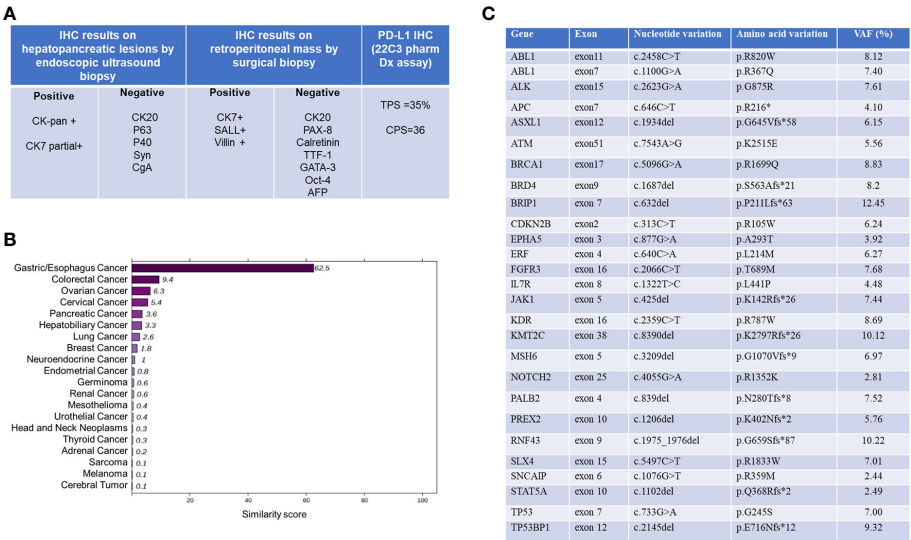 A
IHC results on hepatopancreatic lesions by endoscopic ultrasound biopsy
IHC results on retroperitoneal mass by surgical biopsy
PD-L1 IHC (22C3 pharm Dx assay)
Positive
CK-pan +
CK7 partial+
Negative
CK20
P63
P40
Syn
CgA
Positive
CK7+
SALL+
Villin +
Negative
CK20
PAX-8
Calretinin
TTF-1
GATA-3
Oct-4
AFP
TPS =35%
CPS=36
B
Gastric/Esophagus Cancer 62.5
Colorectal Cancer 9.4
Ovarian Cancer 6.3
Cervical Cancer 5.4
Pancreatic Cancer 3.6
Hepatobiliary Cancer 3.3
Lung Cancer 2.6
Breast Cancer 1.8
Neuroendocrine Cancer 1
Endometrial Cancer 0.8
Germinoma 0.6
Renal Cancer 0.6
Mesothelioma 0.4
Urothelial Cancer 0.4
Head and Neck Neoplasms 0.3
Thyroid Cancer 0.3
Adrenal Cancer 0.2
Sarcoma 0.1
Melanoma 0.1
Cerebral Tumor 0.1
20 40 60 80 100
Similarity score
C
Gene Exon Nucleotide variation Amino acid variation VAF (%)
ABL1 exon11 c.2458C>T p.R820W 8.12
ABL1 exon7 c.1100G>A p.R367Q 7.40
ALK exon15 c.2623G>A p.G875R 7.61
APC exon7 c.646C>T p.R216* 4.10
ASXL1 exon12 c.1934del p.G645Vfs*58 6.15
ATM exon51 c.7543A>G p.K2515E 5.56
BRCA1 exon17 c.5096G>A p.R1699Q 8.83
BRD4 exon9 c.1687del p.S563Afs*21 8.2
BRIP1 exon 7 c.632del p.P211Lfs*63 12.45
CDKN2B exon2 c.313C>T p.R105W 6.24
EPHA5 exon 3 c.877G>A p.A293T 3.92
ERF exon 4 c.640C>A p.L214M 6.27
FGFR3 exon 16 c.2066C>T p.T689M 7.68
IL7R exon 8 c.1322T>C p.L441P 4.48
JAK1 exon 5 c.425del p.K142Rfs*26 7.44
KDR exon 16 c.2359C>T p.R787W 8.69
KMT2C exon 38 c.8390del p.K2797Rfs*26 10.12
MSH6 exon 5 c.3209del p.G1070Vfs*9 6.97
NOTCH2 exon 25 c.4055G>A p.R1352K 2.81
PALB2 exon 4 c.839del p.N280Tfs*8 7.52
PREX2 exon 10 c.1206del p.K402Nfs*2 5.76
RNF43 exon 9 c.1975_1976del p.G659Sfs*87 10.22
SLX4 exon 15 c.5497C>T p.R1833W 7.01
SNCAIP exon 6 c.1076G>T p.R359M 2.44
STAT5A exon 10 c.1102del p.Q368Rfs*2 2.49
TP53 exon 7 c.733G>A p.G245S 7.00
TP53BP1 exon 12 c.2145del p.E716Nfs*12 9.32